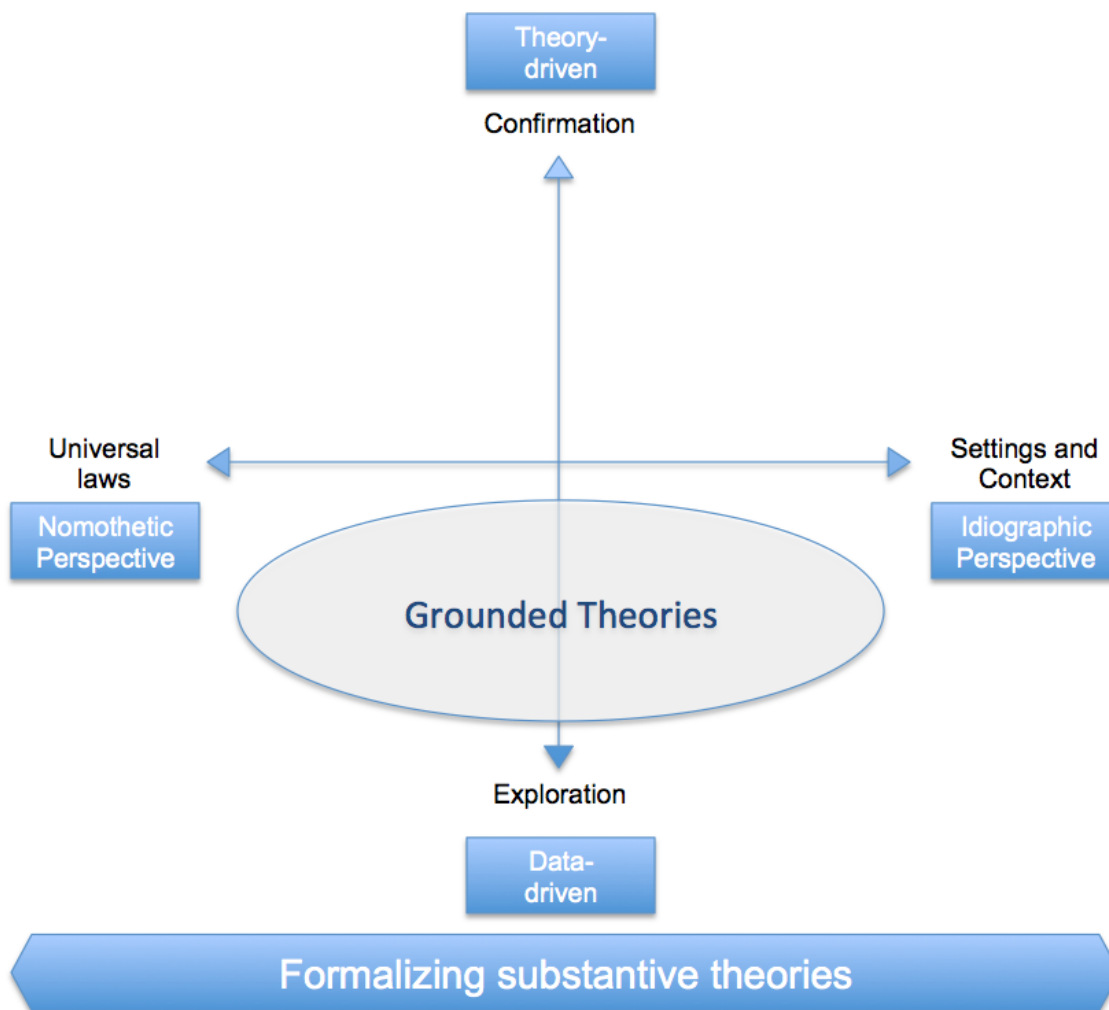 Theory-
driven
Confirmation
Universal
laws
Nomothetic
Perspective
Settings and
Context
Idiographic
Perspective
Grounded Theories
Exploration
Data-
driven
Formalizing substantive theories